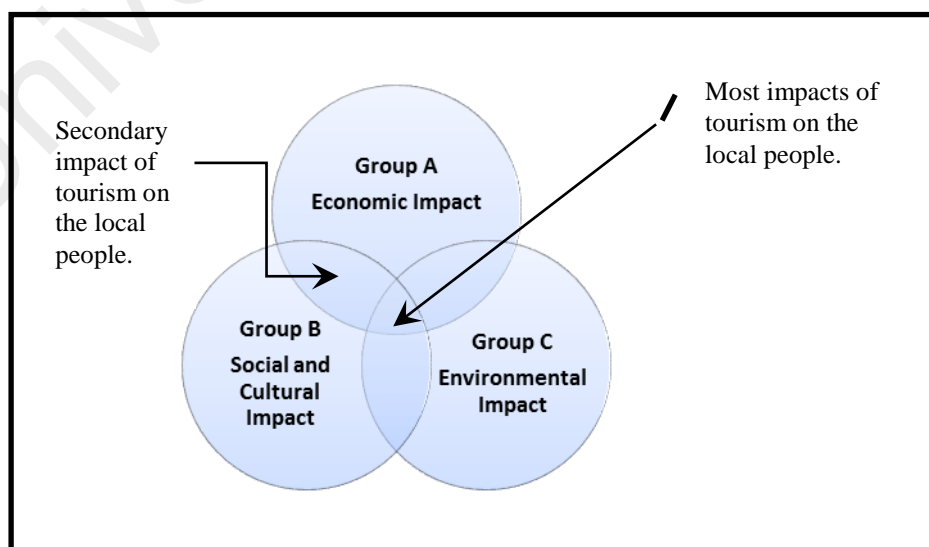 Secondary
impact of
tourism on
the local
people.
Most impacts of
tourism on the
local people.
Group A
Economic Impact
Group B
Social and
Cultural
Impact
Group C
Environmental
Impact